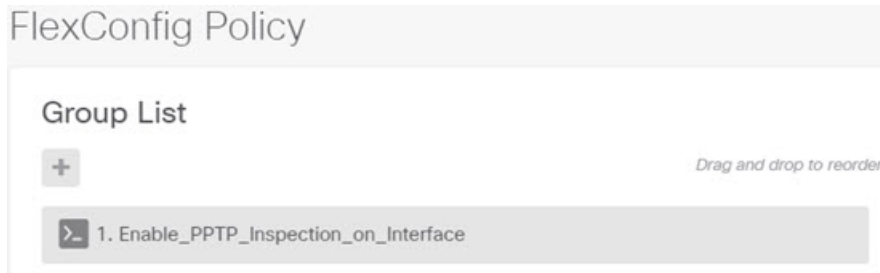 FlexConfig Policy
Group List
+
Drag and drop to reorder
>_ 1. Enable_PPTP_Inspection_on_Interface